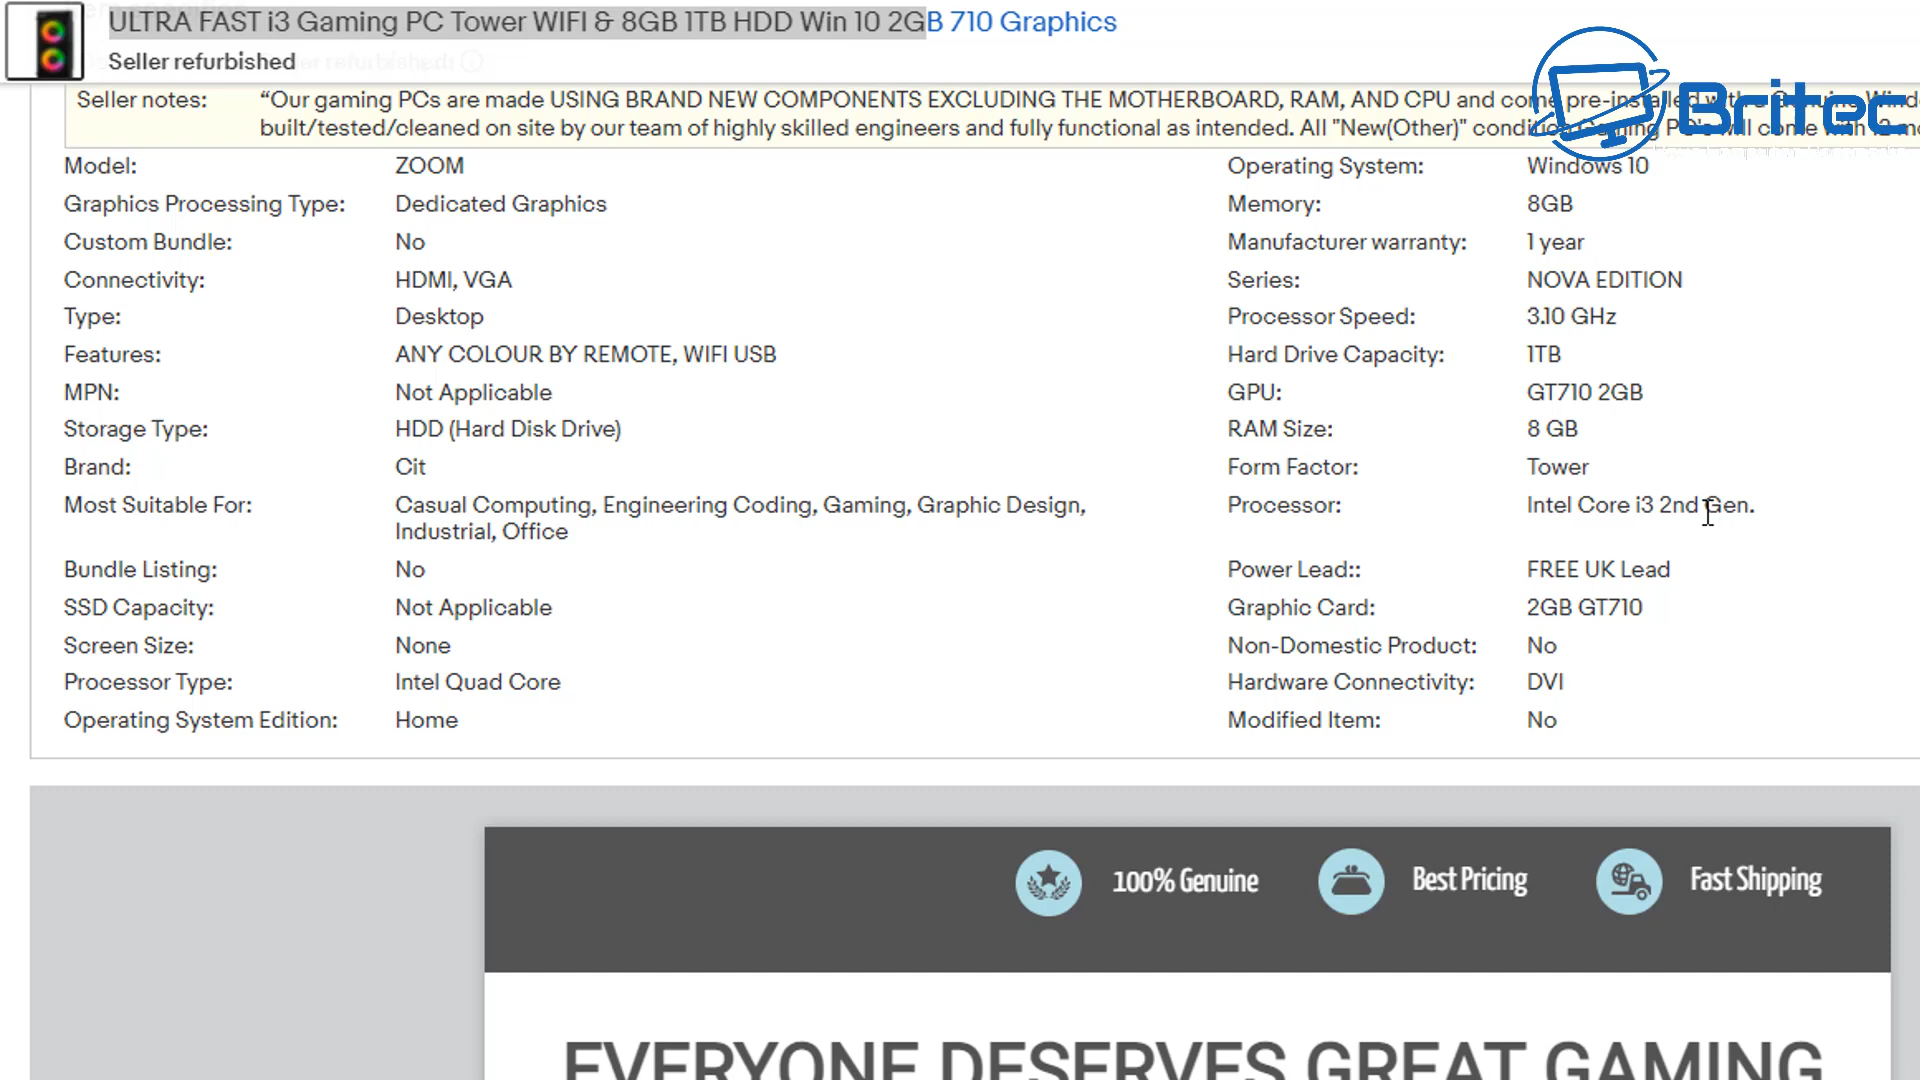 ULTRA FAST i3 Gaming PC Tower WIFI & 8GB 1TB HDD Win 10 2GB 710 Graphics
Seller refurbished
Seller notes: “Our gaming PCs are made USING BRAND NEW COMPONENTS EXCLUDING THE MOTHERBOARD, RAM, AND CPU and come pre-installed with a Genuine
built/tested/cleaned on site by our team of highly skilled engineers and fully functional as intended. All "New(Other)" condition Gaming PC's will come with 12
Britec
Model: ZOOM Operating System: Windows 10
Graphics Processing Type: Dedicated Graphics Memory: 8GB
Custom Bundle: No Manufacturer warranty: 1 year
Connectivity: HDMI, VGA Series: NOVA EDITION
Type: Desktop Processor Speed: 3.10 GHz
Features: ANY COLOUR BY REMOTE, WIFI USB Hard Drive Capacity: 1TB
MPN: Not Applicable GPU: GT710 2GB
Storage Type: HDD (Hard Disk Drive) RAM Size: 8 GB
Brand: Cit Form Factor: Tower
Most Suitable For: Casual Computing, Engineering Coding, Gaming, Graphic Design, Processor: Intel Core i3 2nd Gen.
Industrial, Office
Bundle Listing: No Power Lead:: FREE UK Lead
SSD Capacity: Not Applicable Graphic Card: 2GB GT710
Screen Size: None Non-Domestic Product: No
Processor Type: Intel Quad Core Hardware Connectivity: DVI
Operating System Edition: Home Modified Item: No
100% Genuine Best Pricing Fast Shipping
EVERYONE DESERVES GREAT GAMING